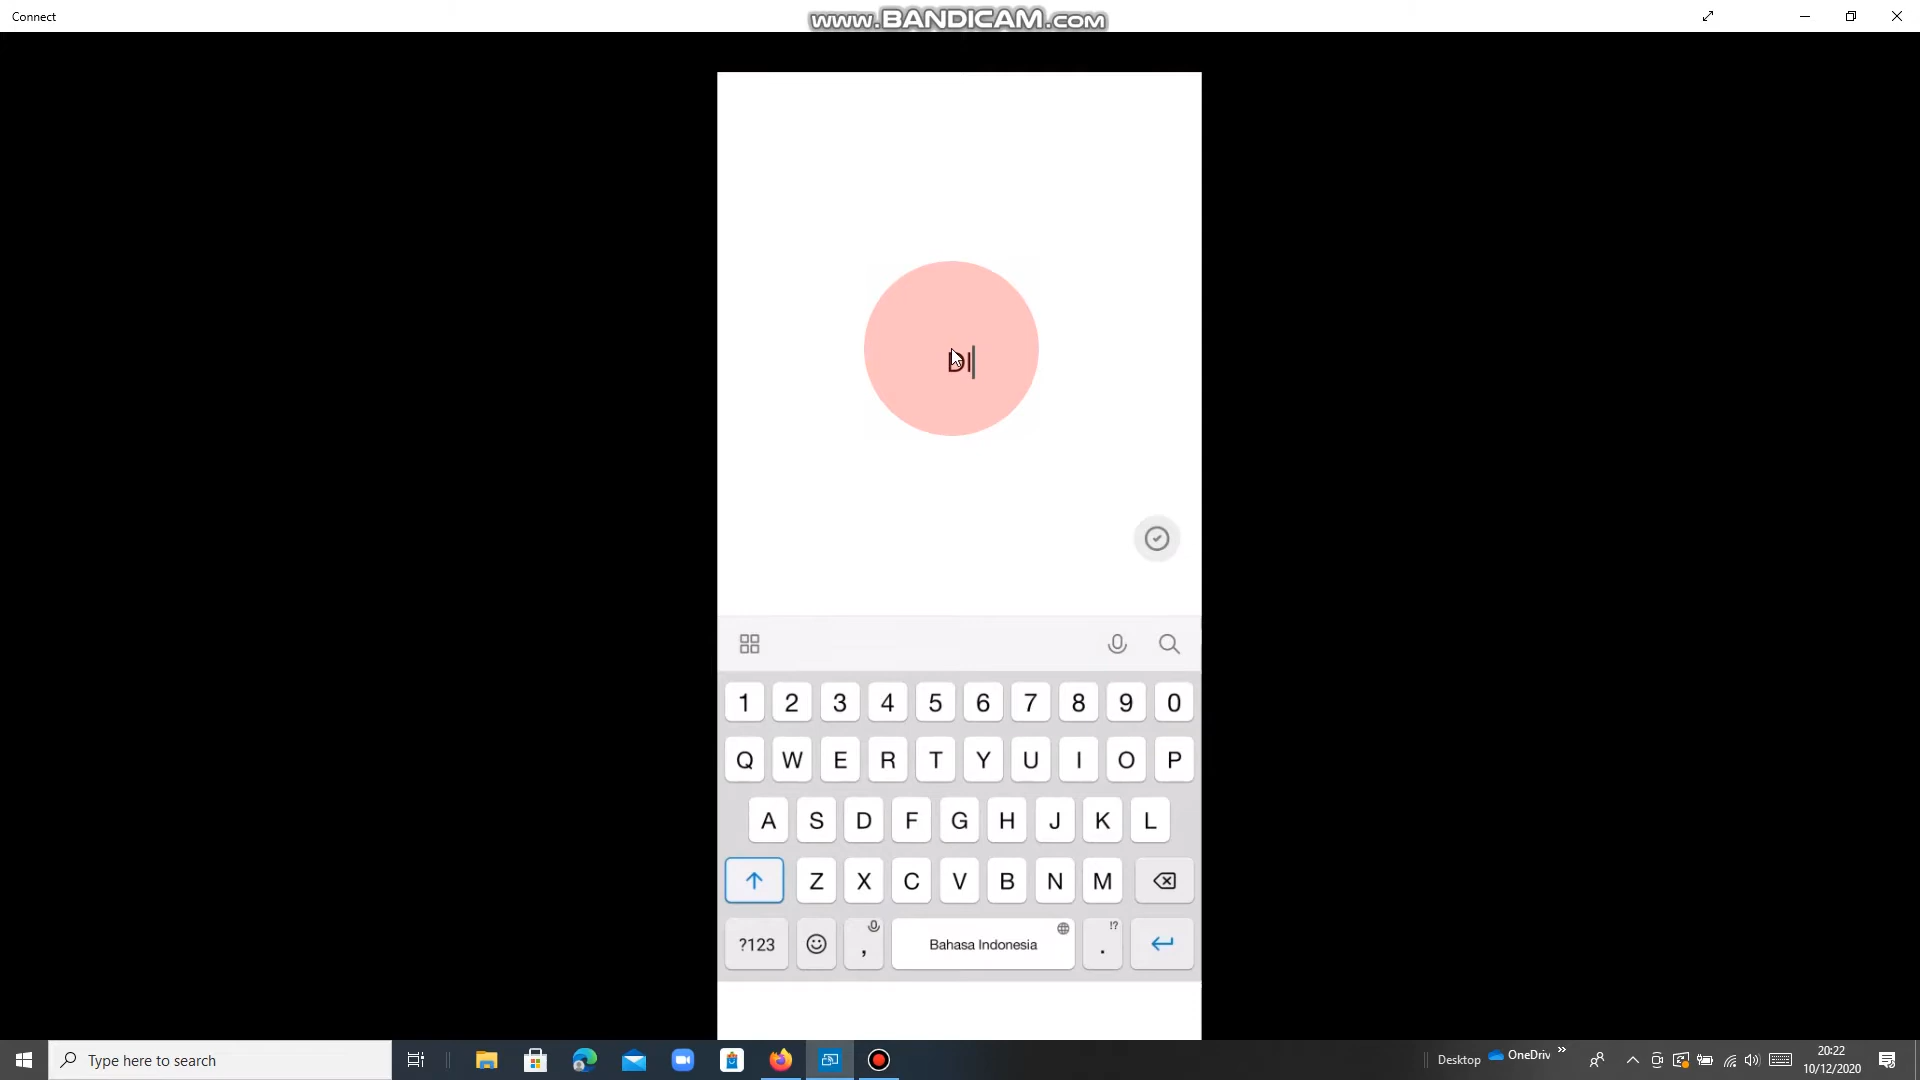 Connect
www.BANDICAM.com
DI
1 2 3 4 5 6 7 8 9 0
Q W E R T Y U I O P
A S D F G H J K L
Z X C V B N M
!?
?123 , Bahasa Indonesia .
Type here to search
Desktop
OneDriv
»
20:22
10/12/2020